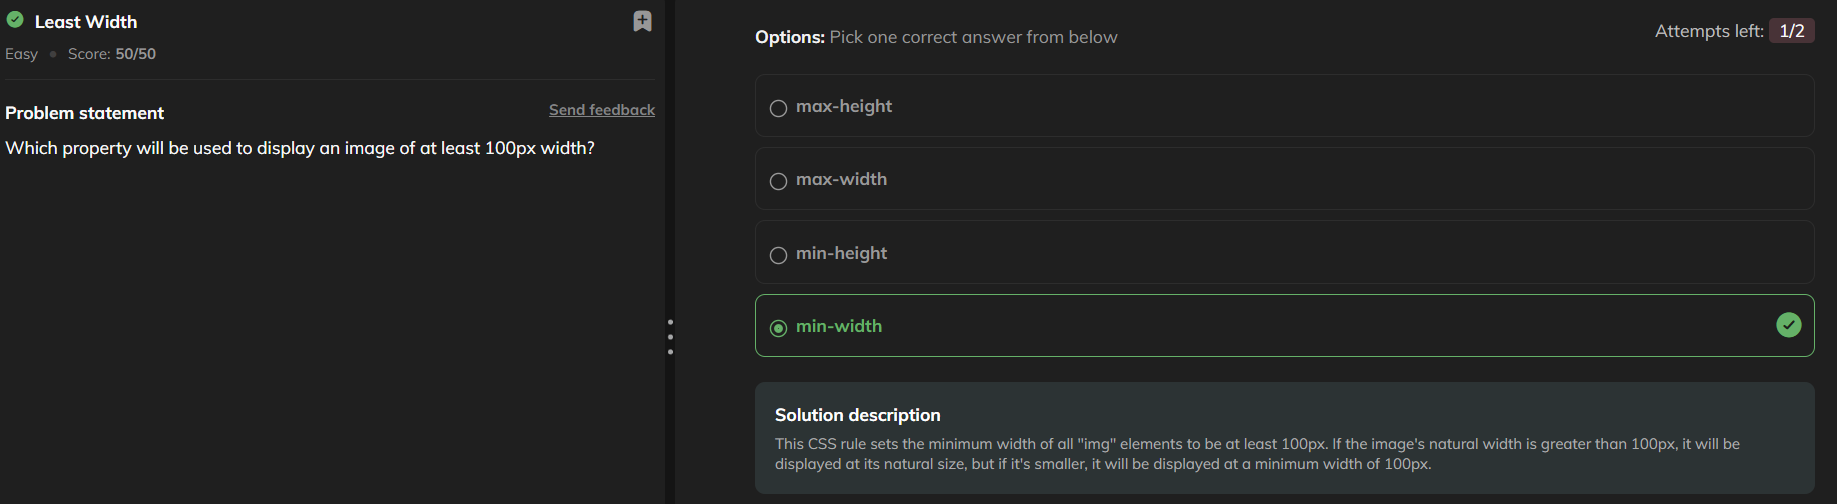 Least Width
Easy • Score: 50/50
Problem statement
Send feedback
Which property will be used to display an image of at least 100px width?
Options: Pick one correct answer from below
Attempts left: 1/2
max-height
max-width
min-height
min-width
Solution description
This CSS rule sets the minimum width of all "img" elements to be at least 100px. If the image's natural width is greater than 100px, it will be
displayed at its natural size, but if it's smaller, it will be displayed at a minimum width of 100px.